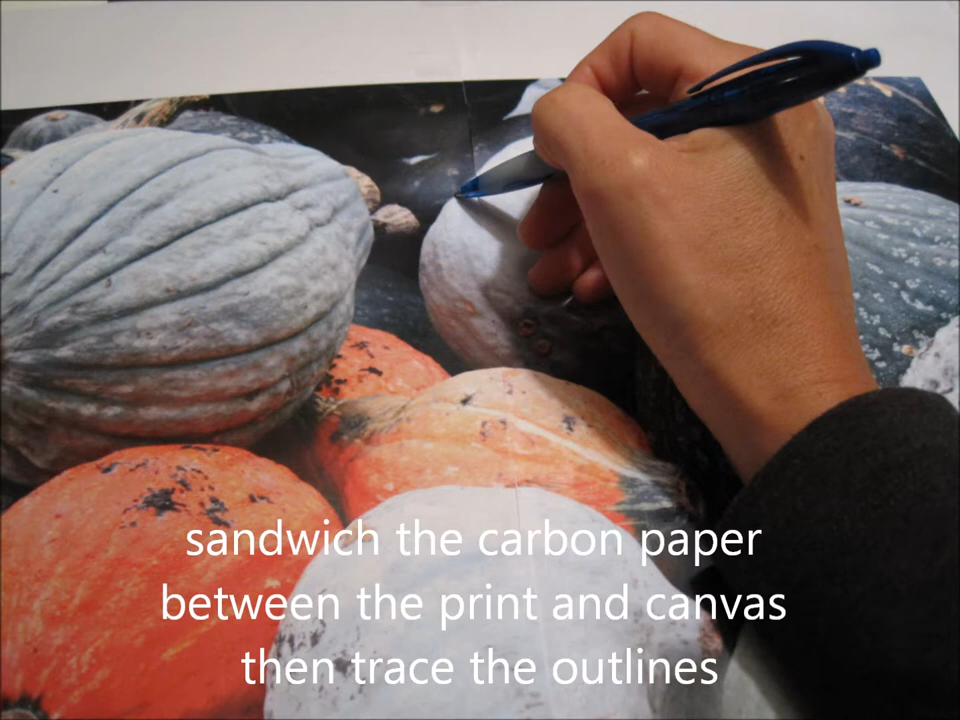 sandwich the carbon paper
between the print and canvas
then trace the outlines